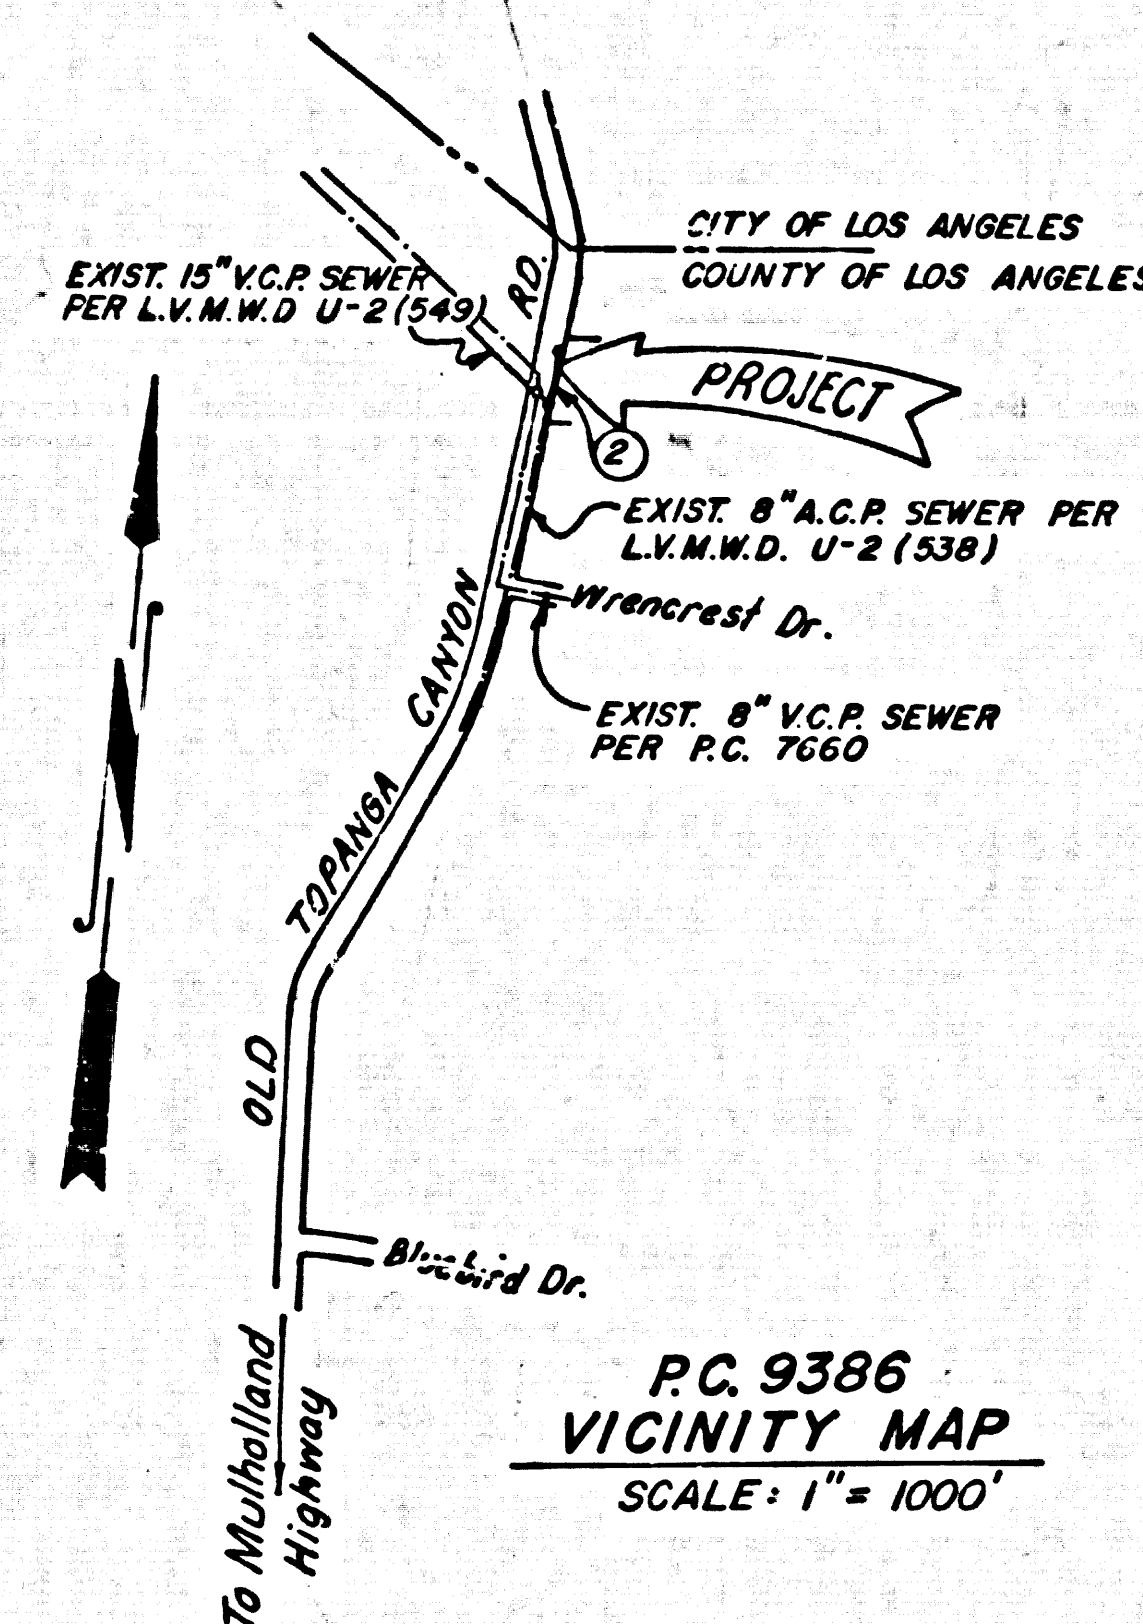 CITY OF LOS ANGELES
COUNTY OF LOS ANGELES
EXIST. 15" V.C.P. SEWER
PER L.V.M.W.D U-2 (549)
PROJECT
2
EXIST. 8" A.C.P. SEWER PER
L.V.M.W.D. U-2 (538)
Wrencrest Dr.
EXIST. 8" V.C.P. SEWER
PER P.C. 7660
OLD TOPANGA CANYON RD.
N
Bluebird Dr.
To Mulholland
Highway
P.C. 9386
VICINITY MAP
SCALE: 1" = 1000'